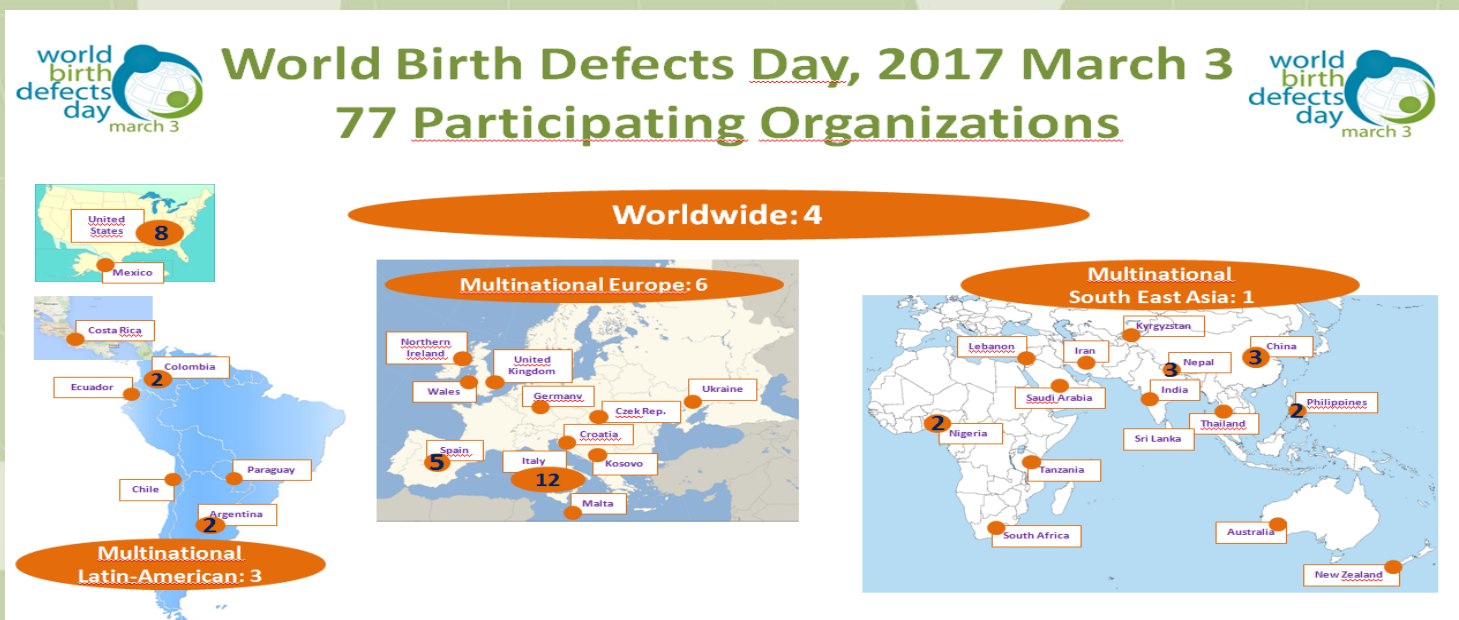 world
birth
defects
day
march 3
World Birth Defects Day, 2017 March 3
77 Participating Organizations
world
birth
defects
day
march 3
Worldwide: 4
United
States
8
Mexico
Costa Rica
Colombia
2
Ecuador
Paraguay
Chile
Argentina
2
Multinational
Latin-American: 3
Multinational Europe: 6
Northern
Ireland
United
Kingdom
Wales
Germany
Ukraine
Czek Rep.
Croatia
Spain
5
Italy
12
Kosovo
Malta
Multinational
South East Asia: 1
Kyrgyzstan
Lebanon
Iran
China
3
Nepal
3
India
Saudi Arabia
Philippines
2
Thailand
2
Nigeria
Sri Lanka
Tanzania
South Africa
Australia
New Zealand